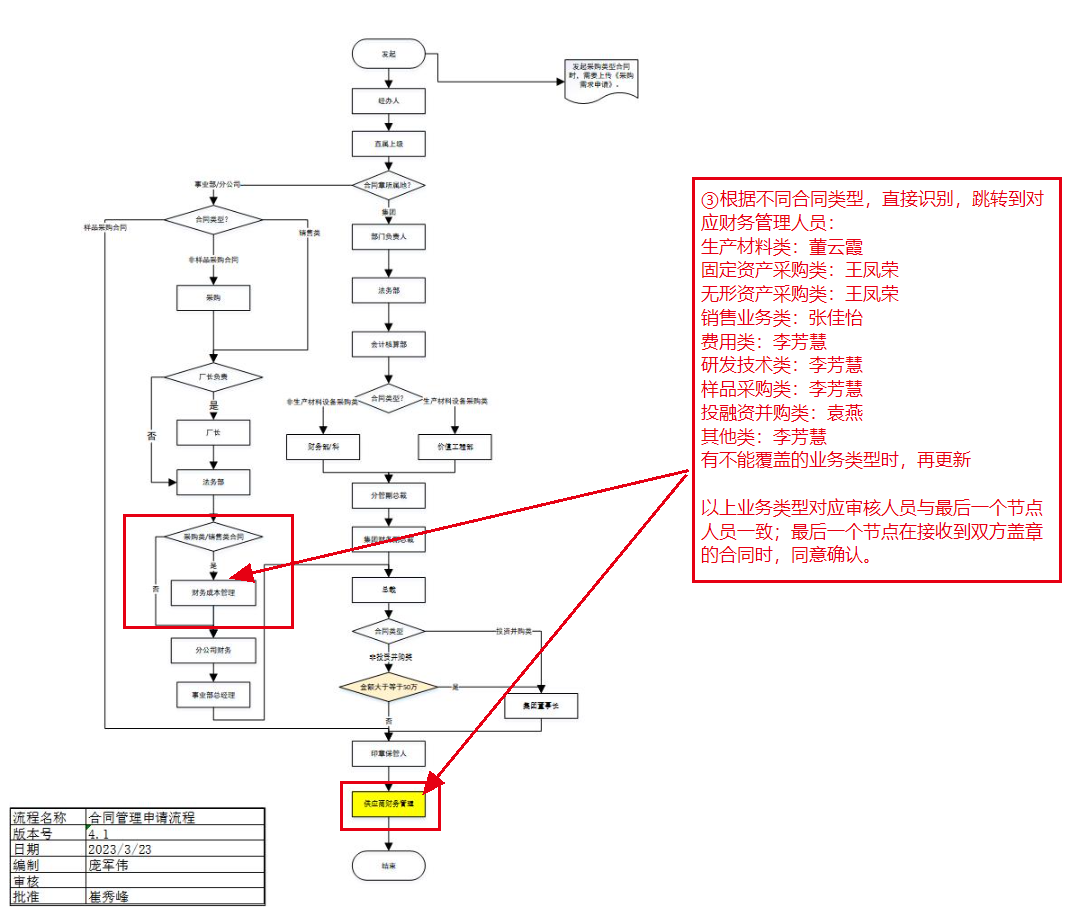 发起
发起采购类型合同
时，需要上传《采购
需求申请》。
经办人
直属上级
合同章所属地？
事业部/分公司
集团
合同类型？
样品采购合同
销售类
非样品采购合同
部门负责人
采购
法务部
会计核算部
厂长负责
是
否
合同类型？
非生产材料设备采购类
生产材料设备采购类
厂长
财务部/科
价值工程部
法务部
分管副总裁
采购类/销售类合同
是
否
集团财务副总裁
财务成本管理
总裁
分公司财务
合同类型
投资并购类
非投资并购类
事业部总经理
金额大于等于50万
是
否
集团董事长
印章保管人
供应商财务管理
结束
③根据不同合同类型，直接识别，跳转到对
应财务管理人员：
生产材料类：董云霞
固定资产采购类：王凤荣
无形资产采购类：王凤荣
销售业务类：张佳怡
费用类：李芳慧
研发技术类：李芳慧
样品采购类：李芳慧
投融资并购类：袁燕
其他类：李芳慧
有不能覆盖的业务类型时，再更新
以上业务类型对应审核人员与最后一个节点
人员一致；最后一个节点在接收到双方盖章
的合同时，同意确认。
流程名称 合同管理申请流程
版本号 4.1
日期 2023/3/23
编制 庞军伟
审核
批准 崔秀峰